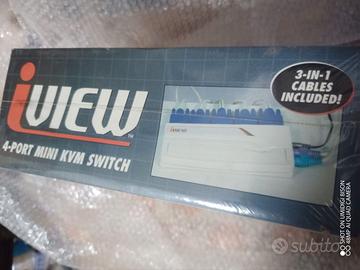 iVIEW™
4-PORT MINI KVM SWITCH
3-IN-1
CABLES
INCLUDED!
SHOT ON UMIDIGI BISON
48MP AI QUAD CAMERA
subito